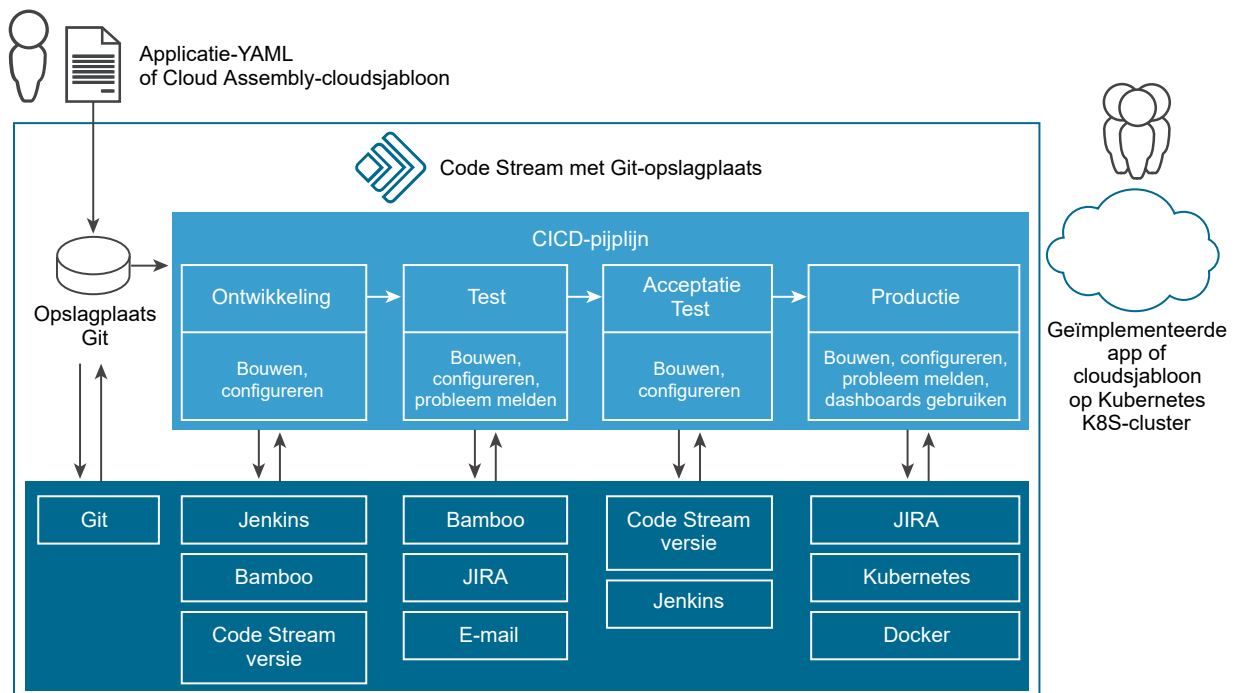 Applicatie-YAML
of Cloud Assembly-cloudsjabloon
Code Stream met Git-opslagplaats
CICD-pijplijn
Opslagplaats
Git
Ontwikkeling
Bouwen,
configureren
Test
Bouwen,
configureren,
probleem melden
Acceptatie
Test
Bouwen,
configureren
Productie
Bouwen, configureren,
probleem melden,
dashboards gebruiken
Geïmplementeerde
app of
cloudsjabloon
op Kubernetes
K8S-cluster
Git
Jenkins
Bamboo
Code Stream
versie
Bamboo
JIRA
E-mail
Code Stream
versie
Jenkins
JIRA
Kubernetes
Docker